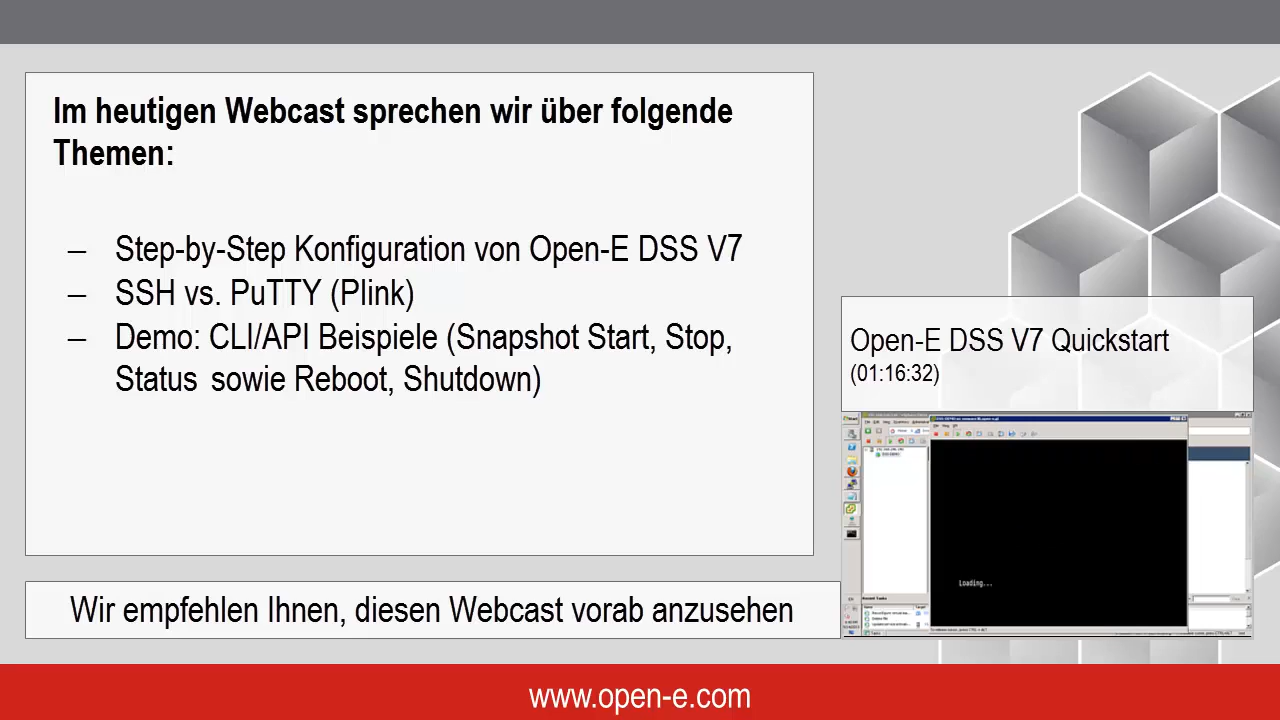 Im heutigen Webcast sprechen wir über folgende
Themen:
– Step-by-Step Konfiguration von Open-E DSS V7
– SSH vs. PuTTY (Plink)
– Demo: CLI/API Beispiele (Snapshot Start, Stop,
Status sowie Reboot, Shutdown)
Open-E DSS V7 Quickstart
(01:16:32)
Loading...
Wir empfehlen Ihnen, diesen Webcast vorab anzusehen
www.open-e.com